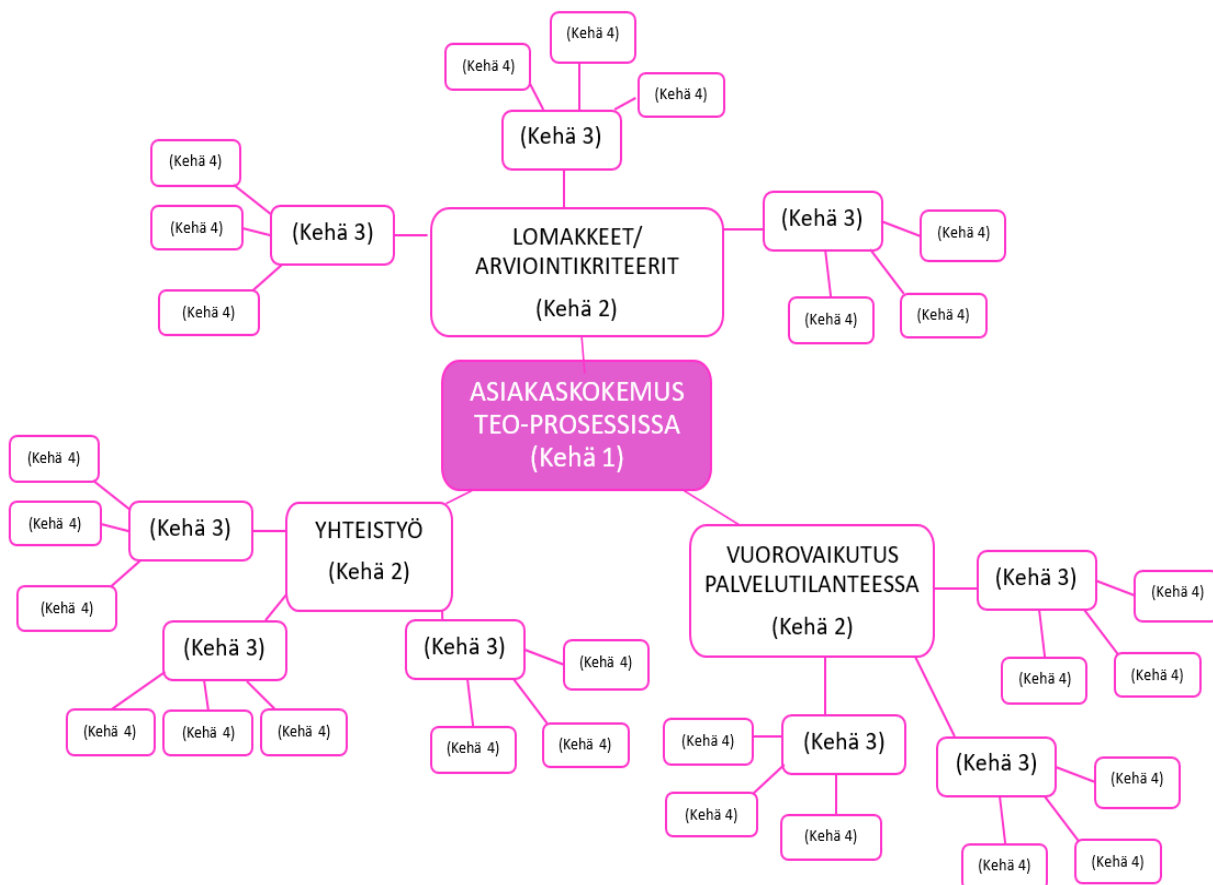 (Kehä 4)
(Kehä 4)
(Kehä 4)
(Kehä 3)
(Kehä 4)
(Kehä 4)
(Kehä 4)
(Kehä 3)
LOMAKKEET/
ARVIOINTIKRITEERIT
(Kehä 2)
(Kehä 3)
(Kehä 4)
(Kehä 4)
(Kehä 4)
ASIAKASKOKEMUS
TEO-PROSESSISSA
(Kehä 1)
(Kehä 4)
(Kehä 4)
(Kehä 4)
(Kehä 3)
YHTEISTYÖ
(Kehä 2)
(Kehä 3)
(Kehä 4)
(Kehä 4)
(Kehä 4)
(Kehä 3)
(Kehä 4)
(Kehä 4)
(Kehä 4)
VUOROVAIKUTUS
PALVELUTILANTEESSA
(Kehä 2)
(Kehä 3)
(Kehä 4)
(Kehä 4)
(Kehä 4)
(Kehä 3)
(Kehä 4)
(Kehä 4)
(Kehä 4)
(Kehä 3)
(Kehä 4)
(Kehä 4)
(Kehä 4)